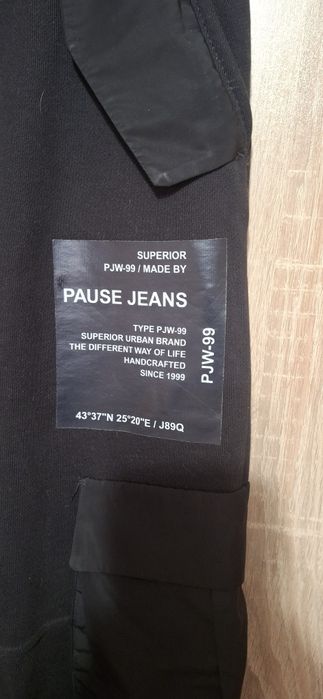 SUPERIOR
PJW-99 / MADE BY
PAUSE JEANS
TYPE PJW-99
SUPERIOR URBAN BRAND
THE DIFFERENT WAY OF LIFE
HANDCRAFTED
SINCE 1999
PJW-99
43°37"N 25°20"E / J89Q